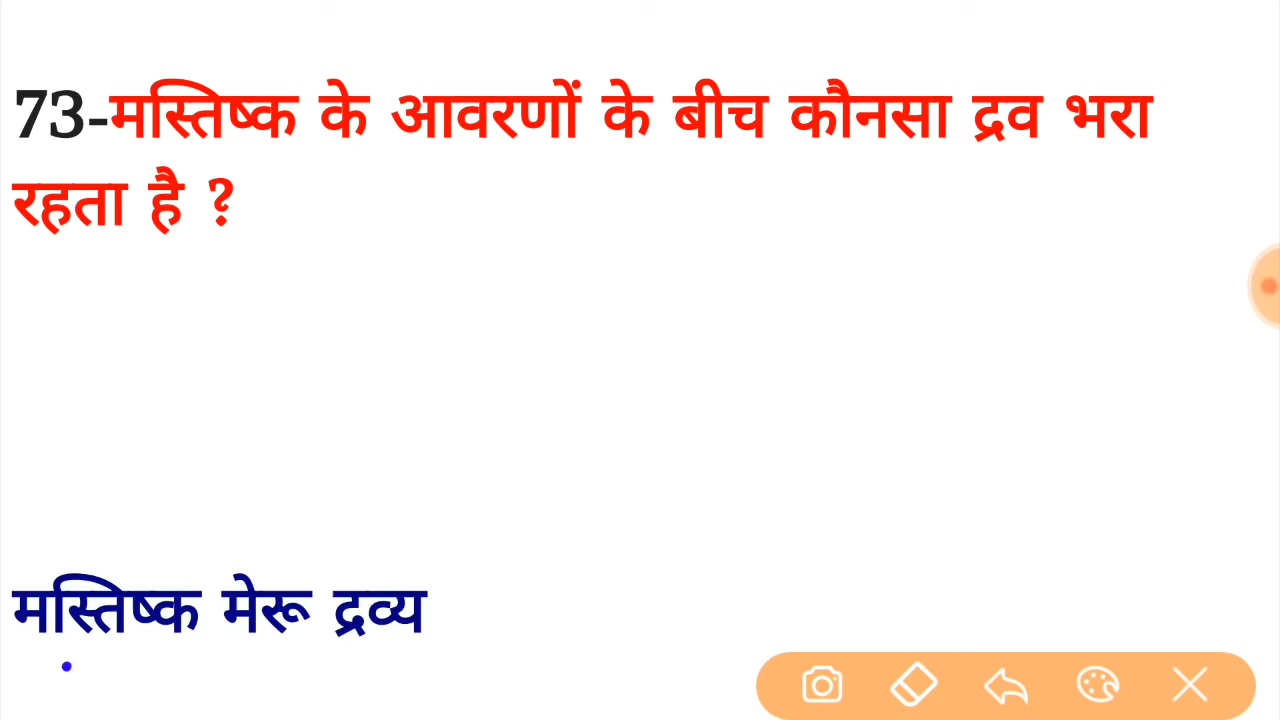 73-मस्तिष्क के आवरणों के बीच कौनसा द्रव भरा
रहता है ?
मस्तिष्क मेरू द्रव्य